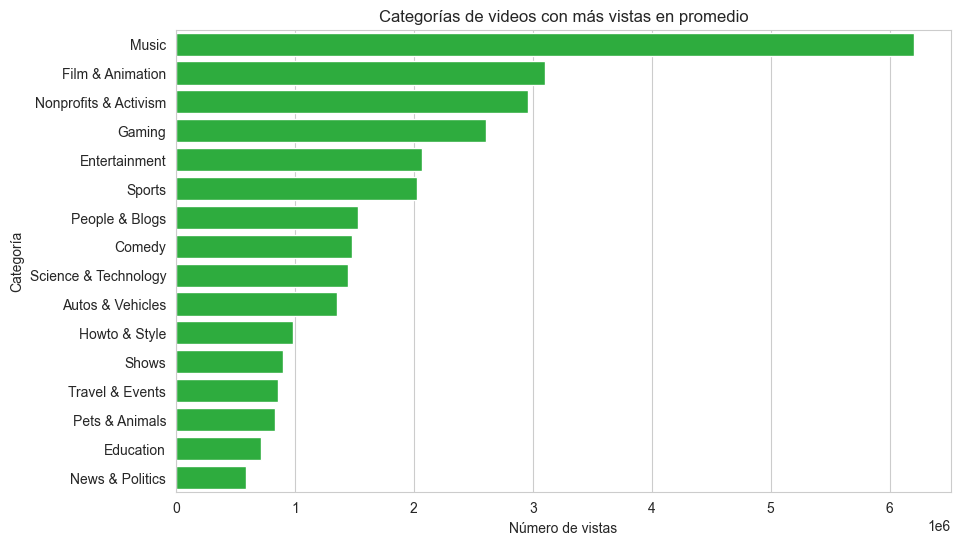 Categorías de videos con más vistas en promedio
Categoría
Music
Film & Animation
Nonprofits & Activism
Gaming
Entertainment
Sports
People & Blogs
Comedy
Science & Technology
Autos & Vehicles
Howto & Style
Shows
Travel & Events
Pets & Animals
Education
News & Politics
0 1 2 3 4 5 6
1e6
Número de vistas